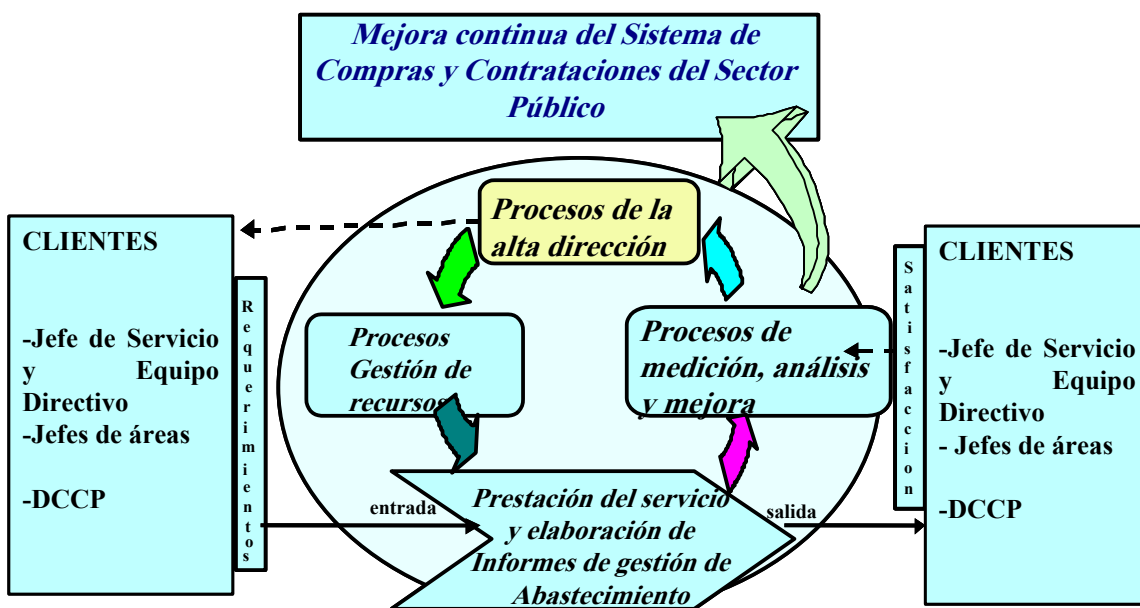 Mejora continua del Sistema de
Compras y Contrataciones del Sector
Público
Procesos de la
alta dirección
CLIENTES
-Jefe de Servicio
y Equipo
Directivo
-Jefes de áreas
-DCCP
Requerimientos
Procesos
Gestión de
recursos
Procesos de
medición, análisis
y mejora
Satisfaccion
CLIENTES
-Jefe de Servicio
y Equipo
Directivo
- Jefes de áreas
-DCCP
entrada
Prestación del servicio
y elaboración de
Informes de gestión de
Abastecimiento
salida